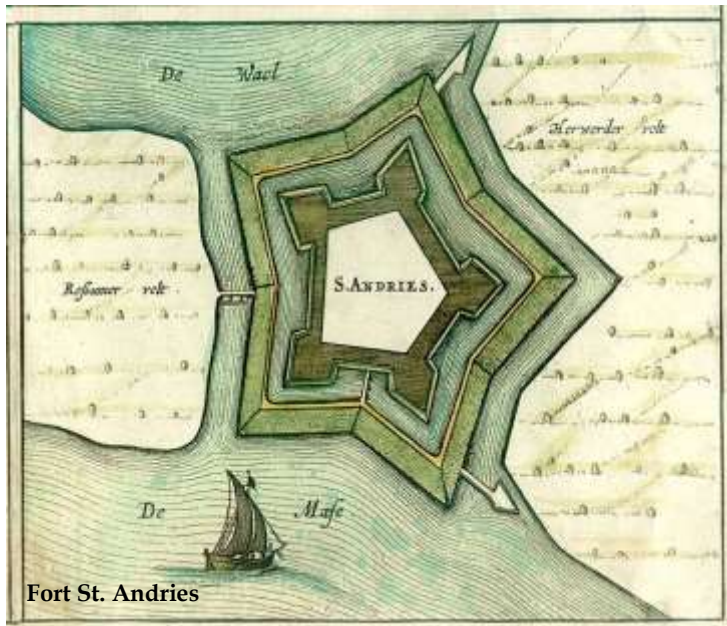 De Wael
Herwerder velt
Rossumer velt.
S. ANDRIES.
De Mase
Fort St. Andries